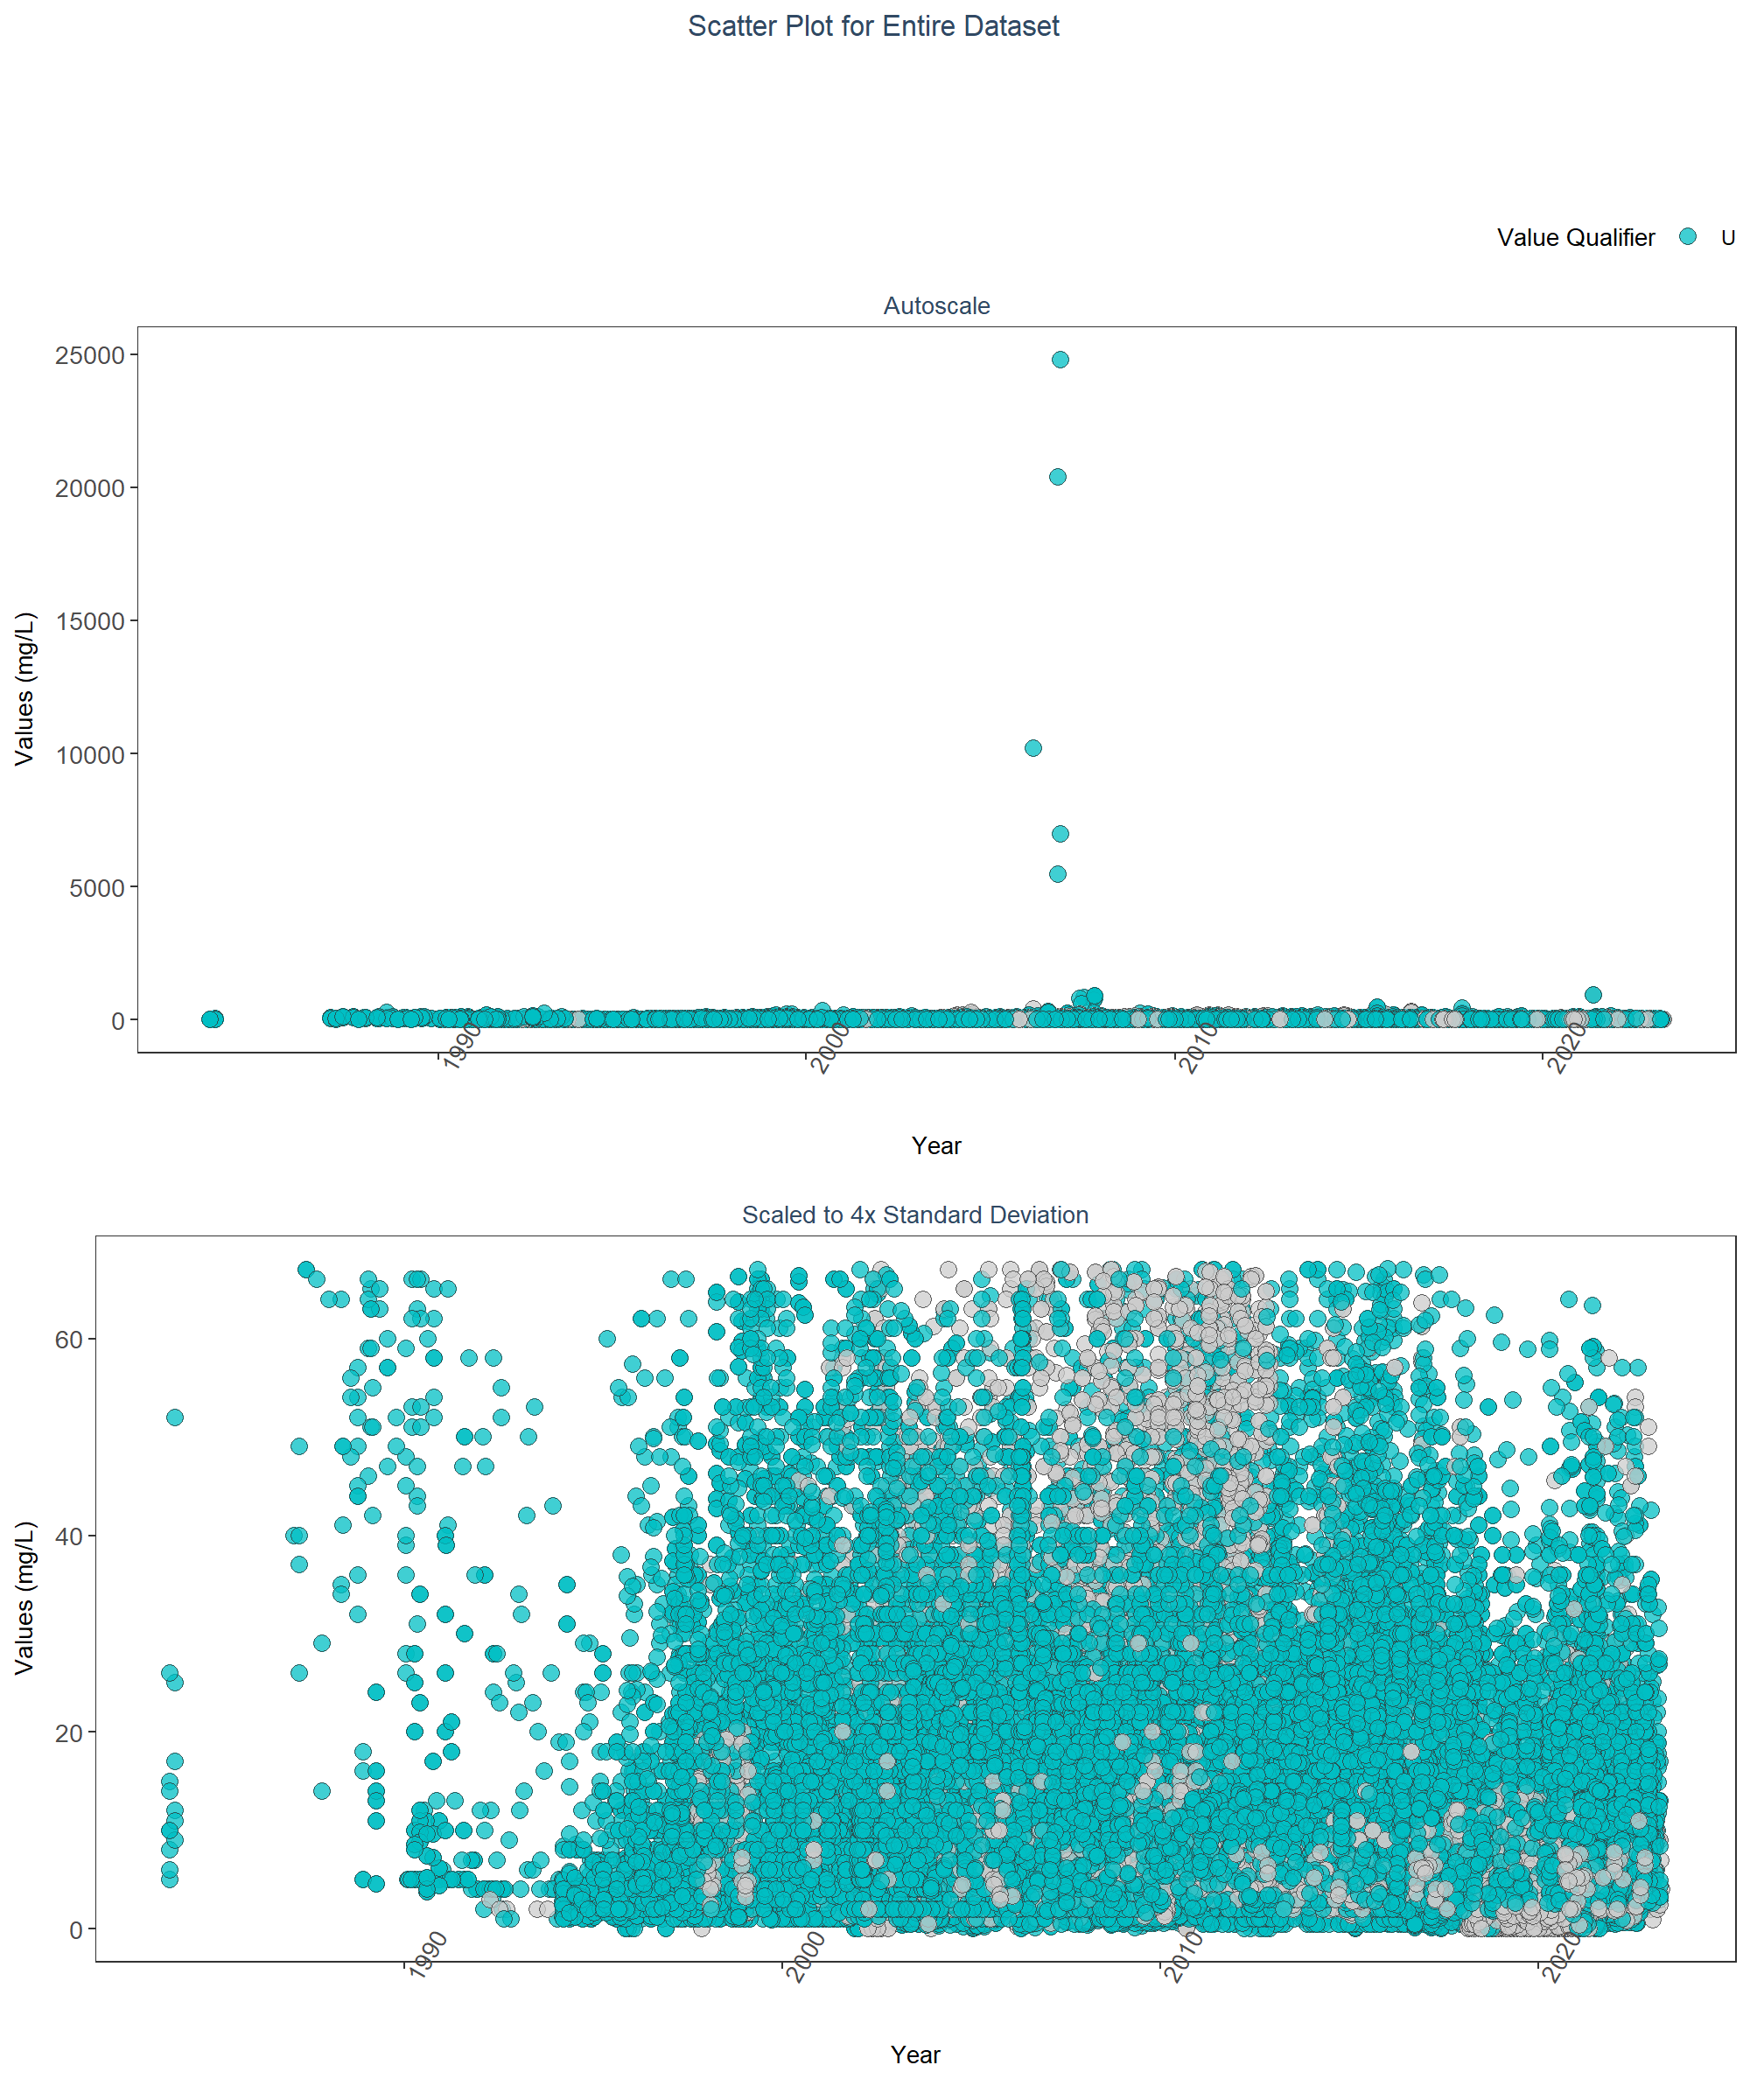 Scatter Plot for Entire Dataset
Value Qualifier U
Autoscale
25000
20000
15000
10000
5000
0
Values (mg/L)
1990 2000 2010 2020
Year
Scaled to 4x Standard Deviation
60
40
20
0
Values (mg/L)
1990 2000 2010 2020
Year